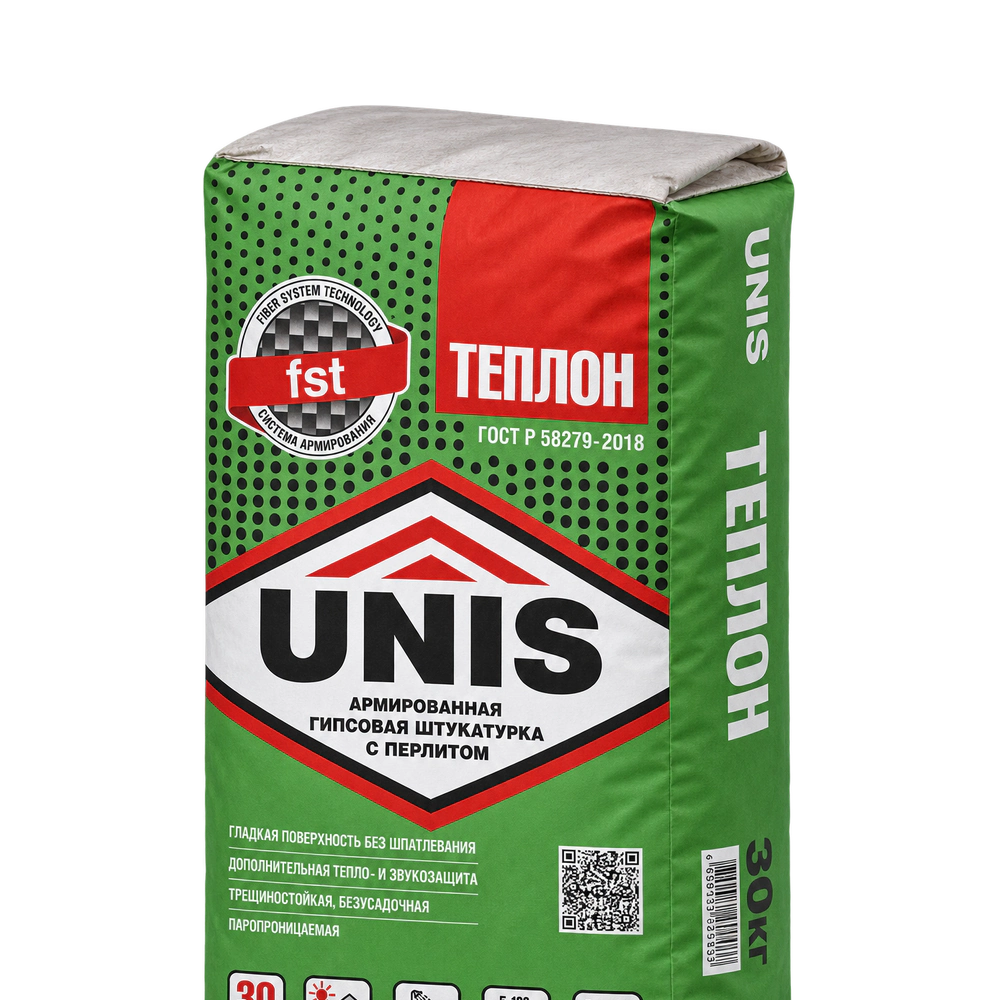 FIBER SYSTEM TECHNOLOGY
fst
СИСТЕМА АРМИРОВАНИЯ
ТЕПЛОН
ГОСТ Р 58279-2018
UNIS
АРМИРОВАННАЯ
ГИПСОВАЯ ШТУКАТУРКА
С ПЕРЛИТОМ
ГЛАДКАЯ ПОВЕРХНОСТЬ БЕЗ ШПАТЛЕВАНИЯ
ДОПОЛНИТЕЛЬНАЯ ТЕПЛО- И ЗВУКОЗАЩИТА
ТРЕЩИНОСТОЙКАЯ, БЕЗУСАДОЧНАЯ
ПАРОПРОНИЦАЕМАЯ
30
UNIS ТЕПЛОН 30КГ